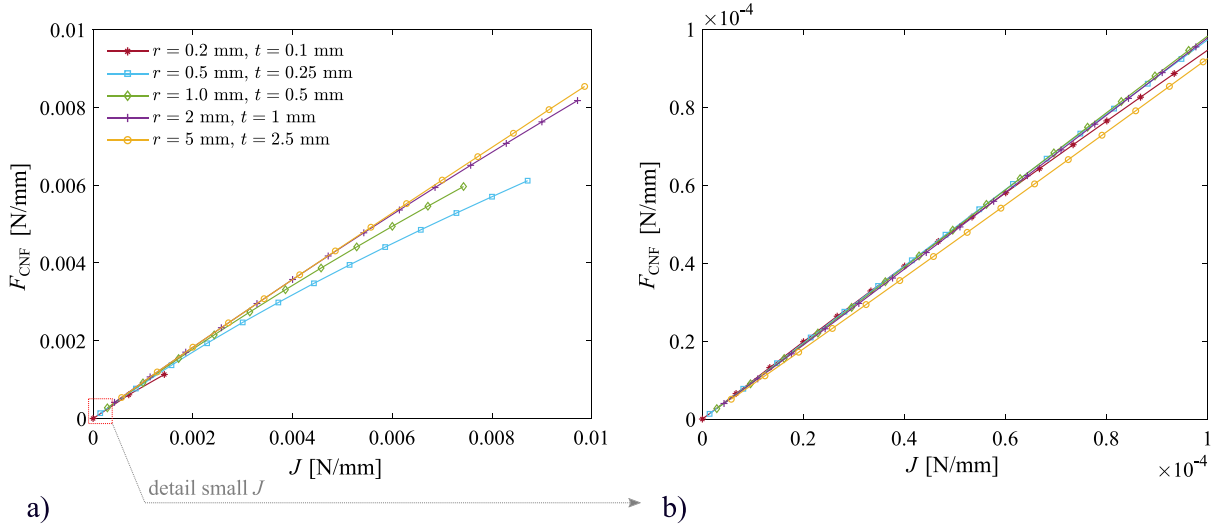 0.01
0.008
0.006
0.004
0.002
0
F_CNF [N/mm]
r = 0.2 mm, t = 0.1 mm
r = 0.5 mm, t = 0.25 mm
r = 1.0 mm, t = 0.5 mm
r = 2 mm, t = 1 mm
r = 5 mm, t = 2.5 mm
0 0.002 0.004 0.006 0.008 0.01
J [N/mm]
detail small J
a)
×10⁻⁴
1
0.8
0.6
0.4
0.2
0
F_CNF [N/mm]
0 0.2 0.4 0.6 0.8 1
J [N/mm]
×10⁻⁴
b)